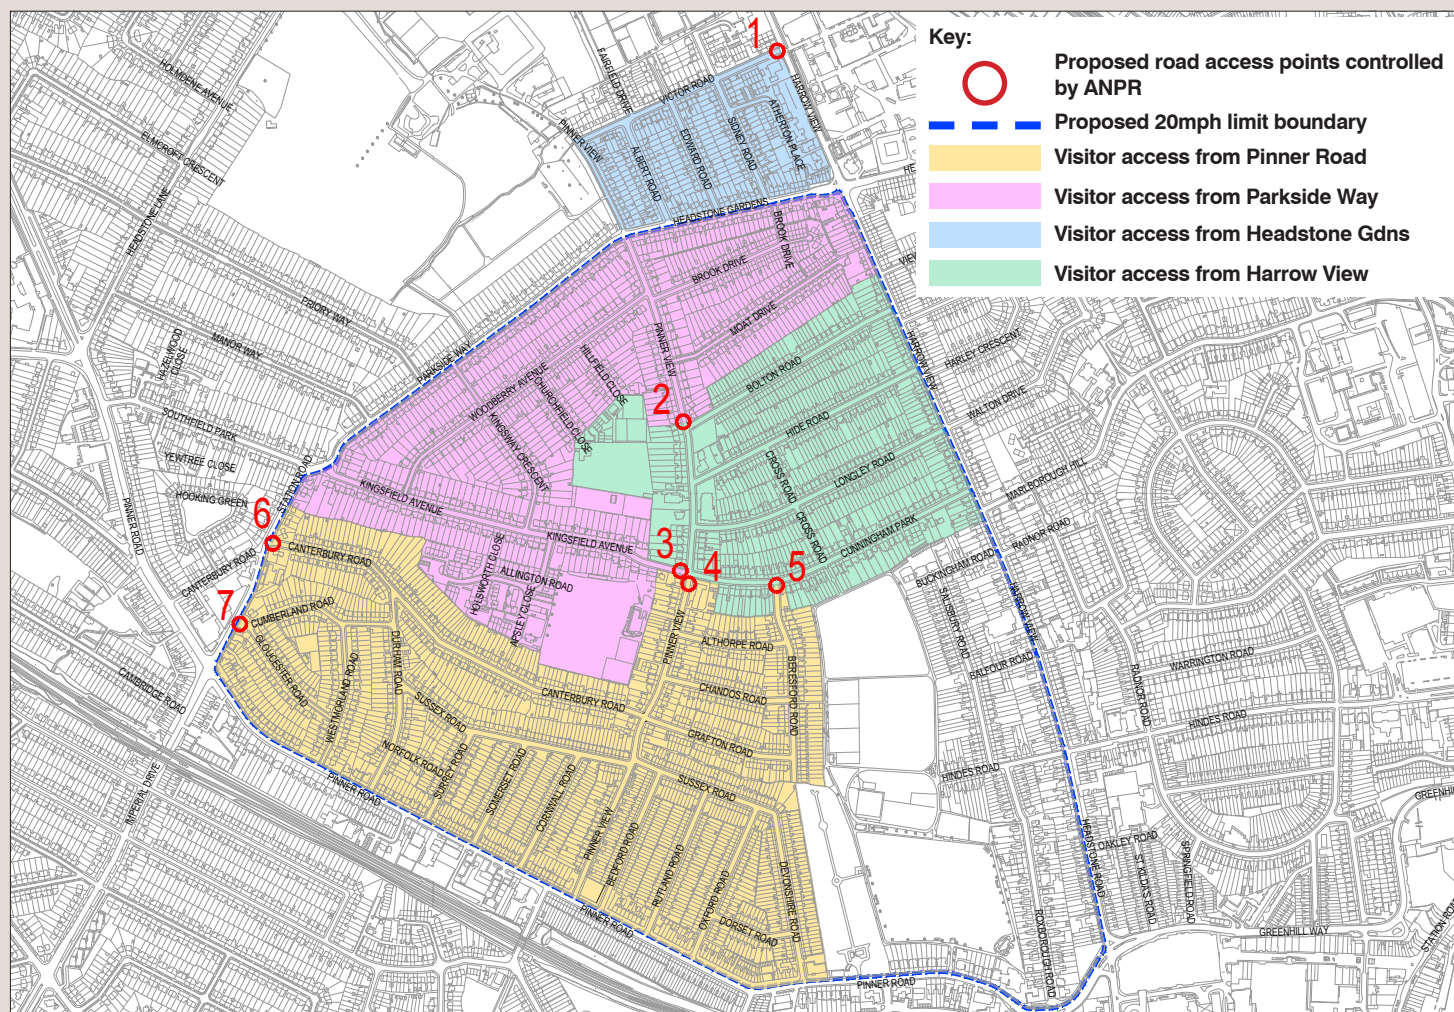 Key:
Proposed road access points controlled
by ANPR
Proposed 20mph limit boundary
Visitor access from Pinner Road
Visitor access from Parkside Way
Visitor access from Headstone Gdns
Visitor access from Harrow View
1
HOLMDENE AVENUE
FAIRFIELD DRIVE
VICTOR ROAD
HARROW VIEW
PINNER VIEW
ALBERT ROAD
EDWARD ROAD
SIDNEY ROAD
ATHERTON PLACE
ELMCROFT CRESCENT
HEADSTONE LANE
HEADSTONE GARDENS
BROOK DRIVE
BROOK DRIVE
PRIORY WAY
MOAT DRIVE
PINNER VIEW
MANOR WAY
HAZELWOOD
CLOSE
PARKSIDE WAY
HILLFIELD CLOSE
HARROW VIEW
HARLEY CRESCENT
WOODBERRY AVENUE
CHURCHFIELD CLOSE
BOLTON ROAD
WALTON DRIVE
2
SOUTHFIELD PARK
KINGSWAY CRESCENT
HIDE ROAD
YEWTREE CLOSE
CROSS ROAD
LONGLEY ROAD
MARLBOROUGH HILL
STATION ROAD
HOOKING GREEN
KINGSFIELD AVENUE
6
PINNER ROAD
KINGSFIELD AVENUE
CROSS ROAD
CUNNINGHAM PARK
RADNOR ROAD
CANTERBURY ROAD
CANTERBURY ROAD
3
4
5
HOLSWORTH CLOSE
ALLINGTON ROAD
APSLEY CLOSE
BUCKINGHAM ROAD
SALISBURY ROAD
HARROW VIEW
7
CUMBERLAND ROAD
GLOUCESTER ROAD
WESTMORLAND ROAD
DURHAM ROAD
PINNER VIEW
ALTHORPE ROAD
BERESFORD ROAD
BALFOUR ROAD
WARRINGTON ROAD
RADNOR ROAD
CAMBRIDGE ROAD
CHANDOS ROAD
CANTERBURY ROAD
SUSSEX ROAD
HINDES ROAD
GRAFTON ROAD
NORFOLK ROAD
SURREY ROAD
SOMERSET ROAD
CORNWALL ROAD
SUSSEX ROAD
HINDES ROAD
PINNER ROAD
IMPERIAL DRIVE
PINNER VIEW
BEDFORD ROAD
RUTLAND ROAD
OXFORD ROAD
DORSET ROAD
DEVONSHIRE ROAD
HEADSTONE ROAD
OAKLEY ROAD
ST KILDAS ROAD
SPRINGFIELD ROAD
PINNER ROAD
PINNER ROAD
ROXBOROUGH ROAD
GREENHILL WAY